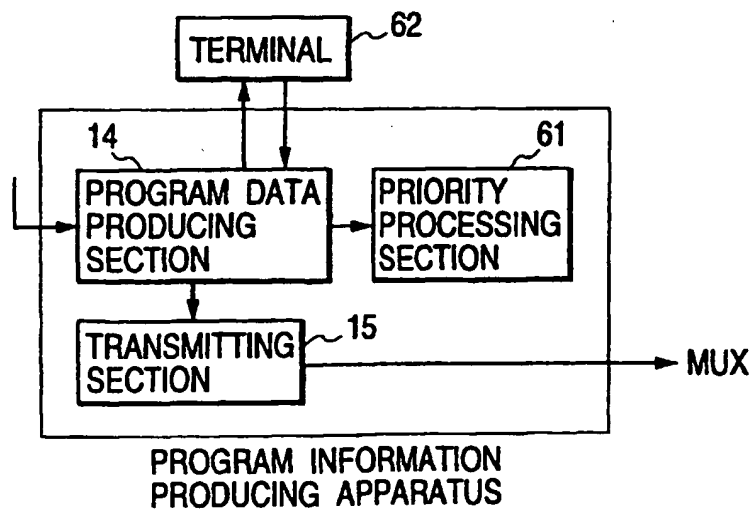 TERMINAL
62
14
61
PROGRAM DATA
PRODUCING
SECTION
PRIORITY
PROCESSING
SECTION
TRANSMITTING
SECTION
15
MUX
PROGRAM INFORMATION
PRODUCING APPARATUS